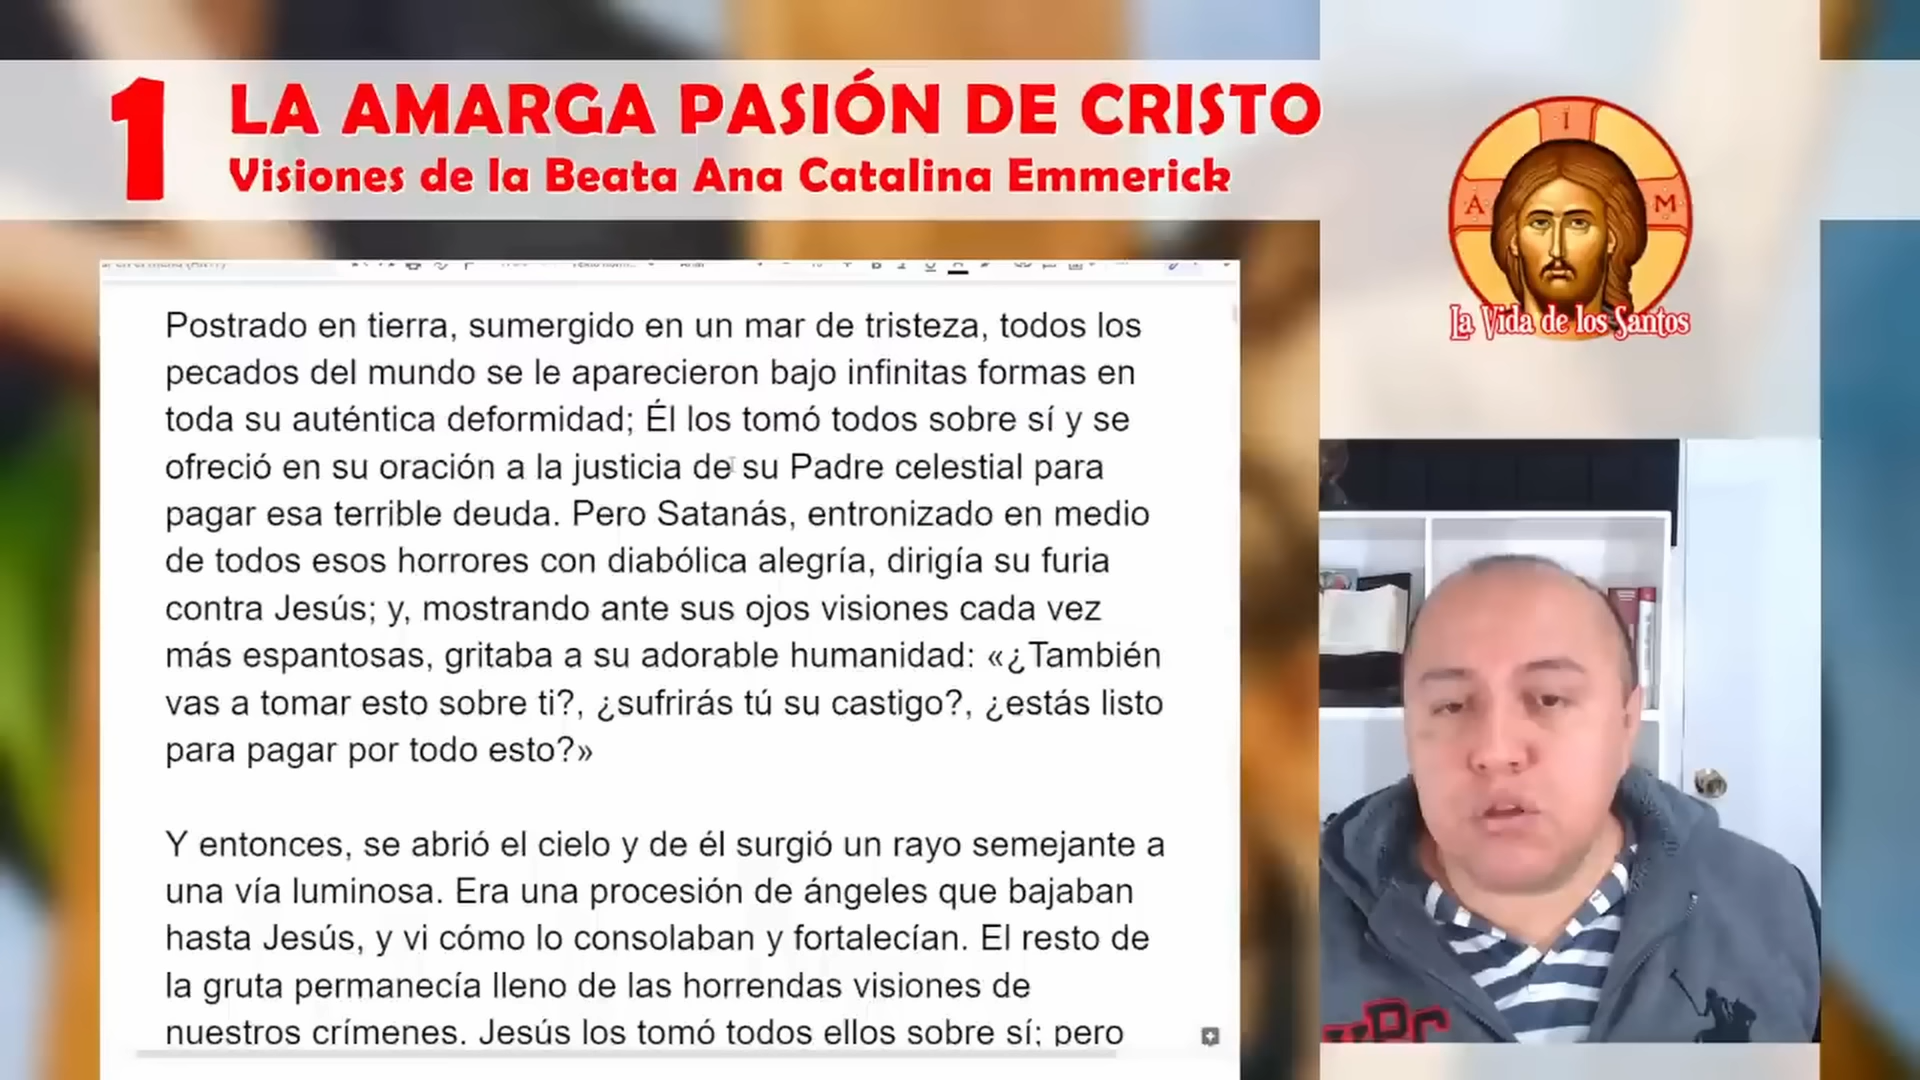 1
LA AMARGA PASIÓN DE CRISTO
Visiones de la Beata Ana Catalina Emmerick
I
A
M
La Vida de los Santos
Postrado en tierra, sumergido en un mar de tristeza, todos los
pecados del mundo se le aparecieron bajo infinitas formas en
toda su auténtica deformidad; Él los tomó todos sobre sí y se
ofreció en su oración a la justicia de su Padre celestial para
pagar esa terrible deuda. Pero Satanás, entronizado en medio
de todos esos horrores con diabólica alegría, dirigía su furia
contra Jesús; y, mostrando ante sus ojos visiones cada vez
más espantosas, gritaba a su adorable humanidad: «¿También
vas a tomar esto sobre ti?, ¿sufrirás tú su castigo?, ¿estás listo
para pagar por todo esto?»
Y entonces, se abrió el cielo y de él surgió un rayo semejante a
una vía luminosa. Era una procesión de ángeles que bajaban
hasta Jesús, y vi cómo lo consolaban y fortalecían. El resto de
la gruta permanecía lleno de las horrendas visiones de
nuestros crímenes. Jesús los tomó todos ellos sobre sí; pero